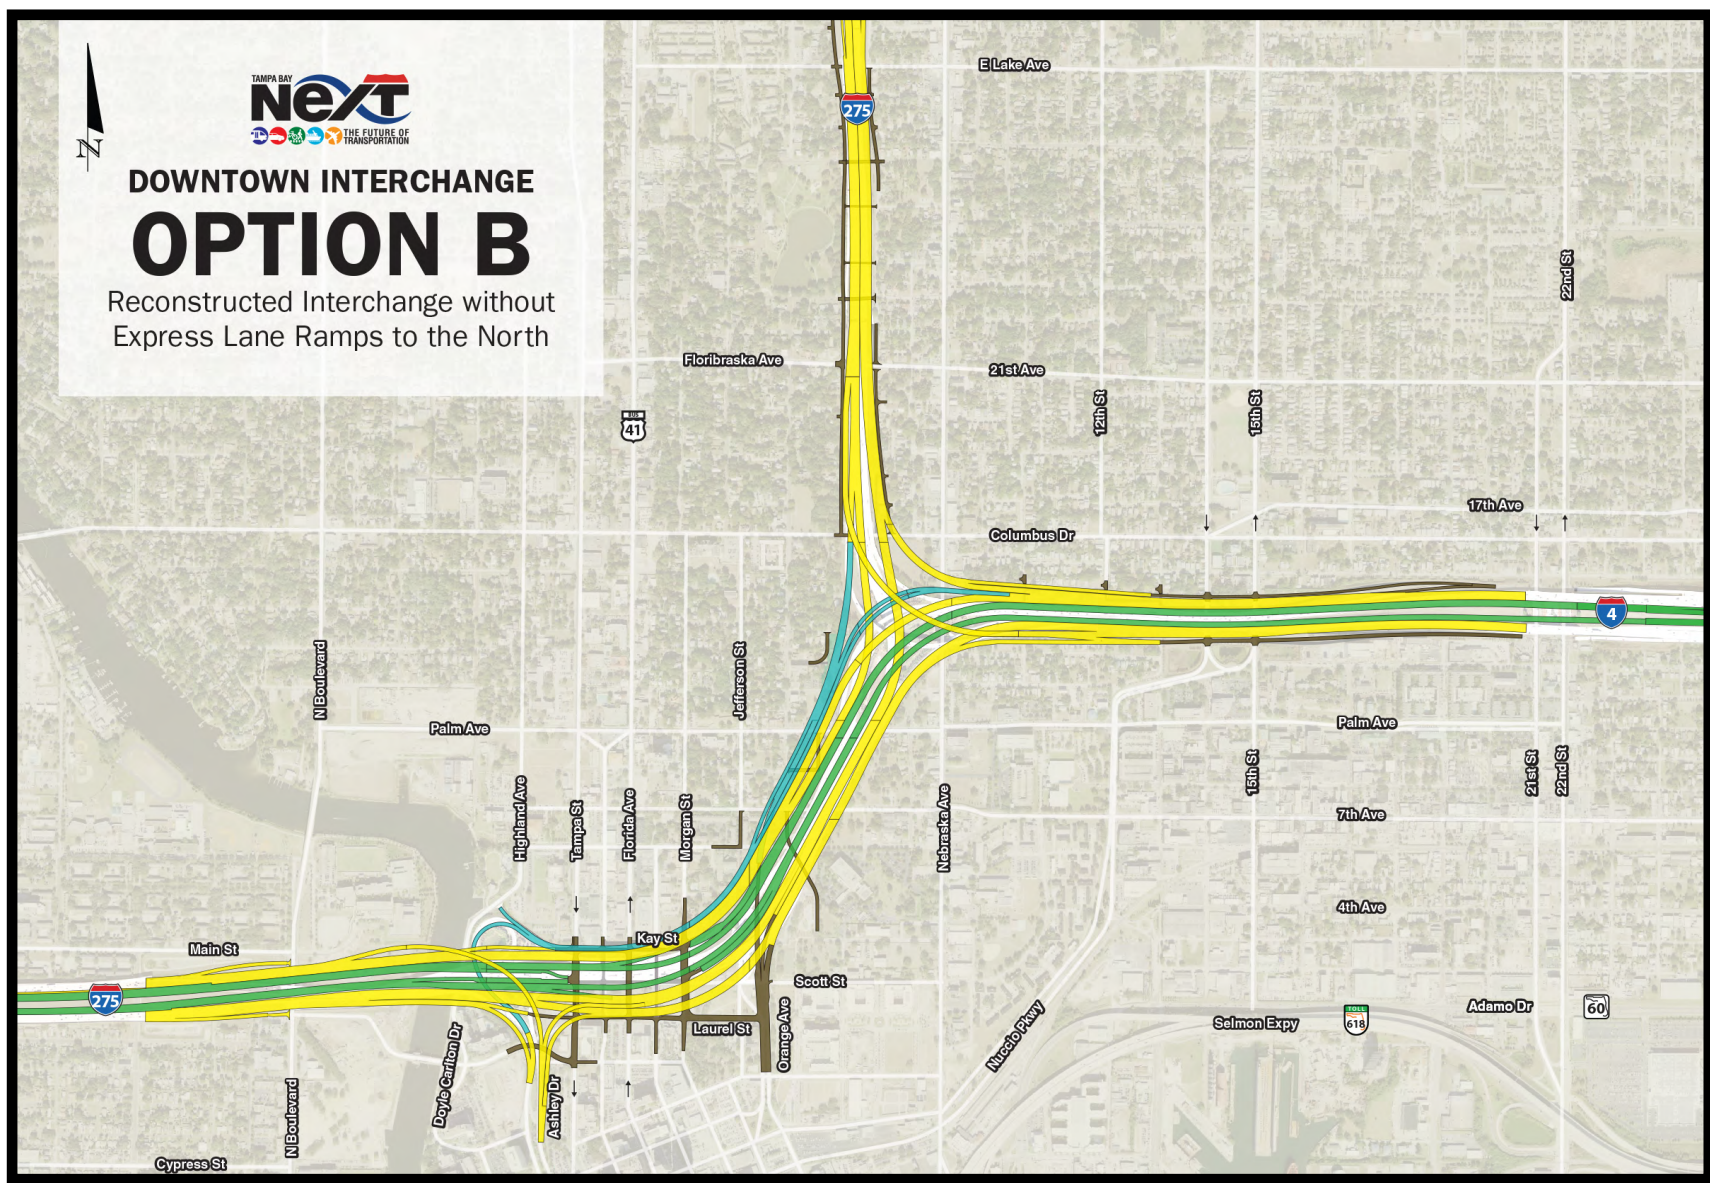 TAMPA BAY
NeXT
THE FUTURE OF
TRANSPORTATION
N
DOWNTOWN INTERCHANGE
OPTION B
Reconstructed Interchange without
Express Lane Ramps to the North
E Lake Ave
275
22nd St
Floribraska Ave
21st Ave
BUS
41
12th St
15th St
17th Ave
Columbus Dr
4
N Boulevard
Jefferson St
Palm Ave
Palm Ave
Highland Ave
Tampa St
Florida Ave
Morgan St
Nebraska Ave
15th St
21st St
22nd St
7th Ave
4th Ave
Main St
Kay St
Scott St
275
Laurel St
Orange Ave
Nuccio Pkwy
Selmon Expy
TOLL
618
Adamo Dr
60
Doyle Carlton Dr
Ashley Dr
N Boulevard
Cypress St